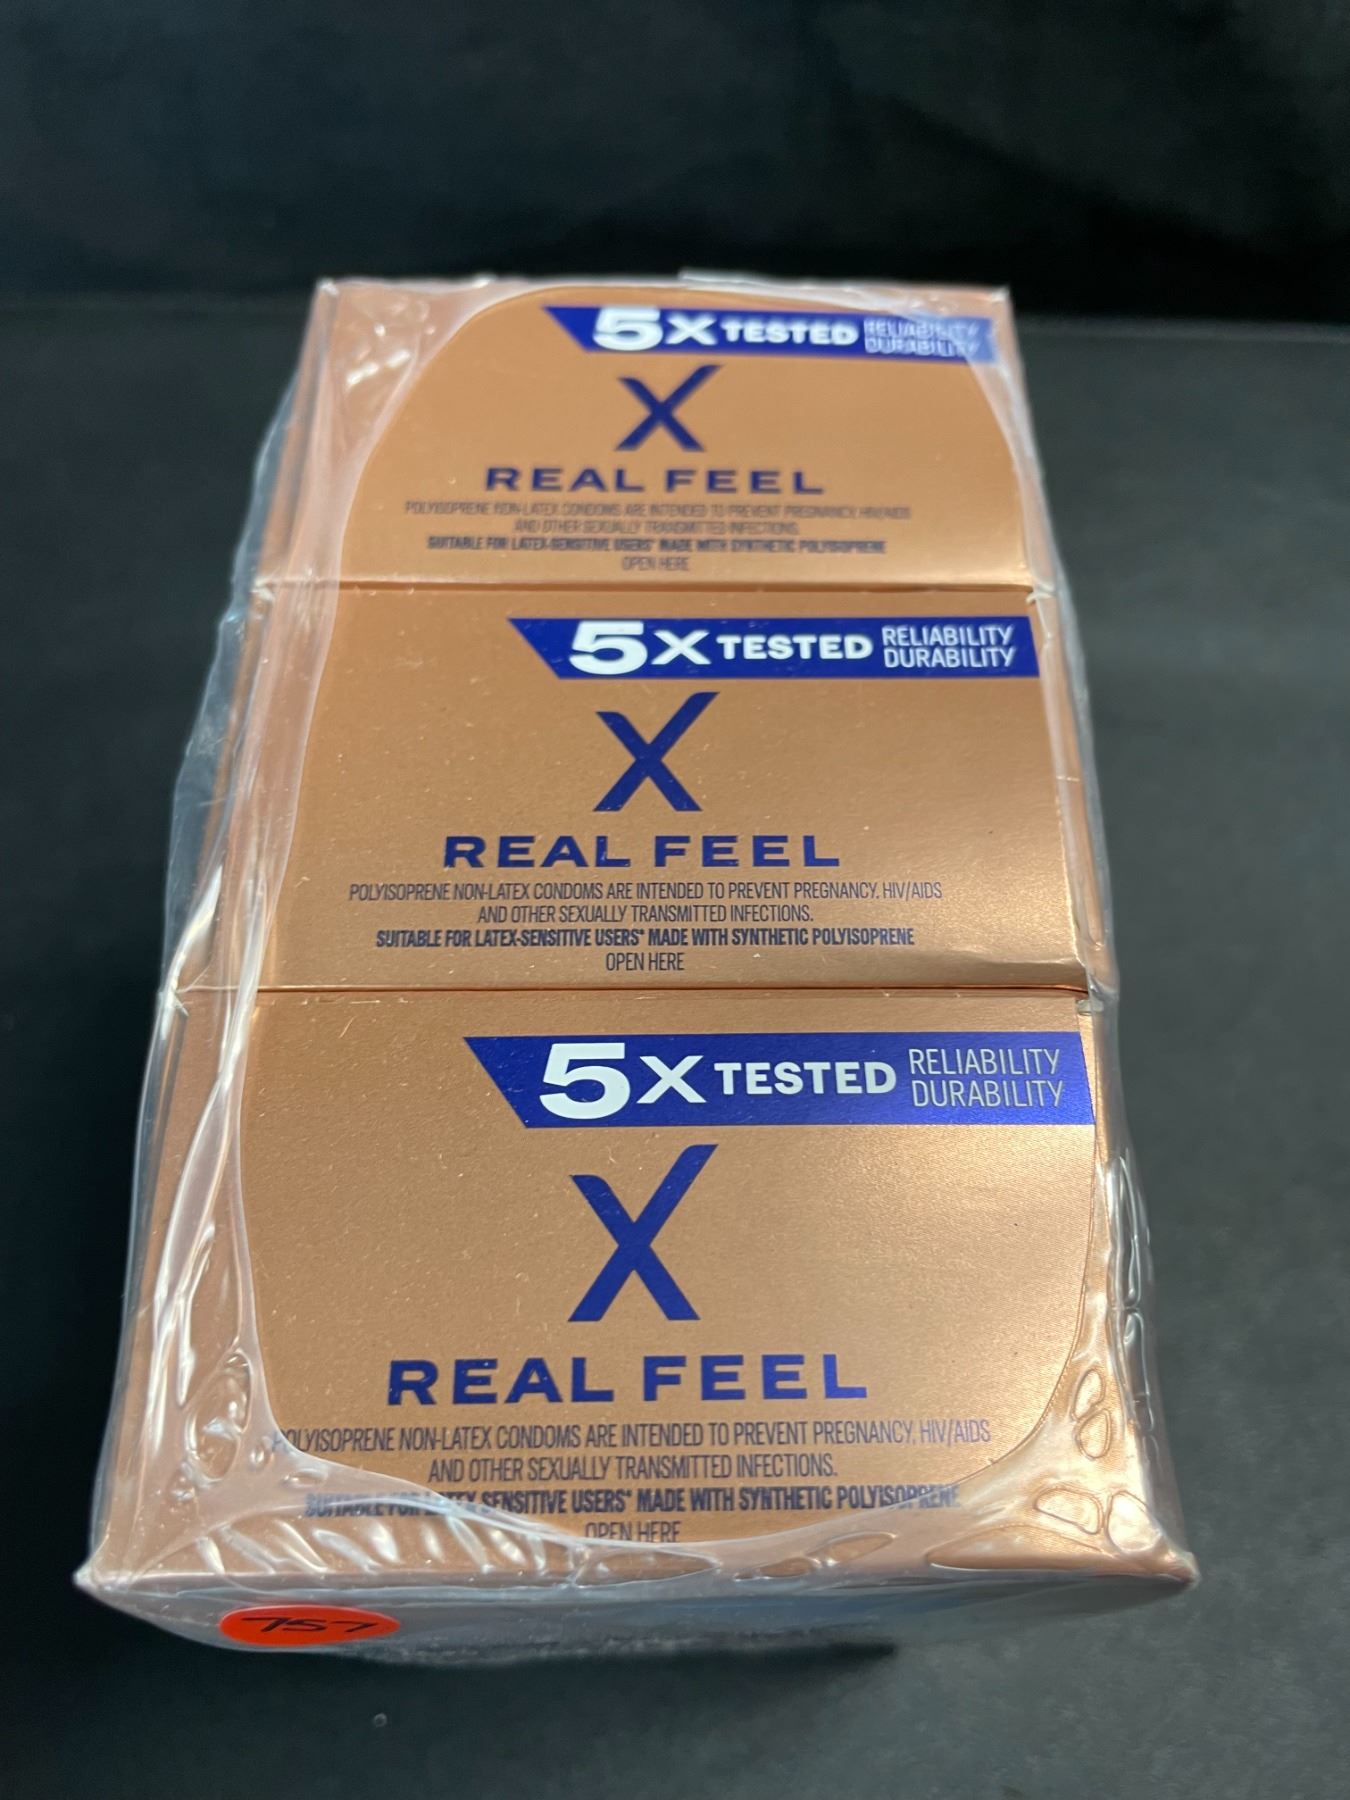 5X TESTED RELIABILITY
DURABILITY
X
REAL FEEL
POLYISOPRENE NON-LATEX CONDOMS ARE INTENDED TO PREVENT PREGNANCY, HIV/AIDS
AND OTHER SEXUALLY TRANSMITTED INFECTIONS.
SUITABLE FOR LATEX-SENSITIVE USERS* MADE WITH SYNTHETIC POLYISOPRENE
OPEN HERE
5X TESTED RELIABILITY
DURABILITY
X
REAL FEEL
POLYISOPRENE NON-LATEX CONDOMS ARE INTENDED TO PREVENT PREGNANCY, HIV/AIDS
AND OTHER SEXUALLY TRANSMITTED INFECTIONS.
SUITABLE FOR LATEX-SENSITIVE USERS* MADE WITH SYNTHETIC POLYISOPRENE
OPEN HERE
5X TESTED RELIABILITY
DURABILITY
X
REAL FEEL
POLYISOPRENE NON-LATEX CONDOMS ARE INTENDED TO PREVENT PREGNANCY, HIV/AIDS
AND OTHER SEXUALLY TRANSMITTED INFECTIONS.
SUITABLE FOR LATEX SENSITIVE USERS* MADE WITH SYNTHETIC POLYISOPRENE
OPEN HERE
757